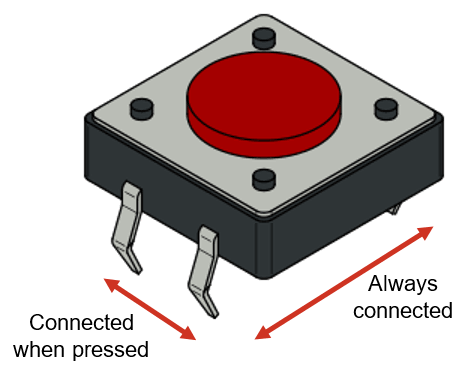 Always
connected
Connected
when pressed